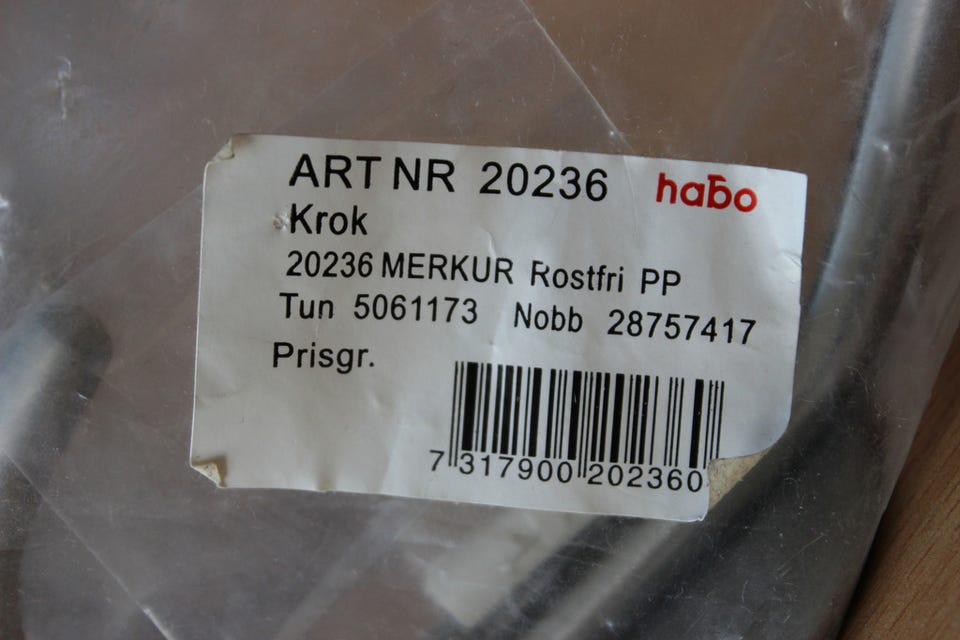 ART NR 20236 habo
Krok
20236 MERKUR Rostfri PP
Tun 5061173 Nobb 28757417
Prisgr.
7 317900 202360